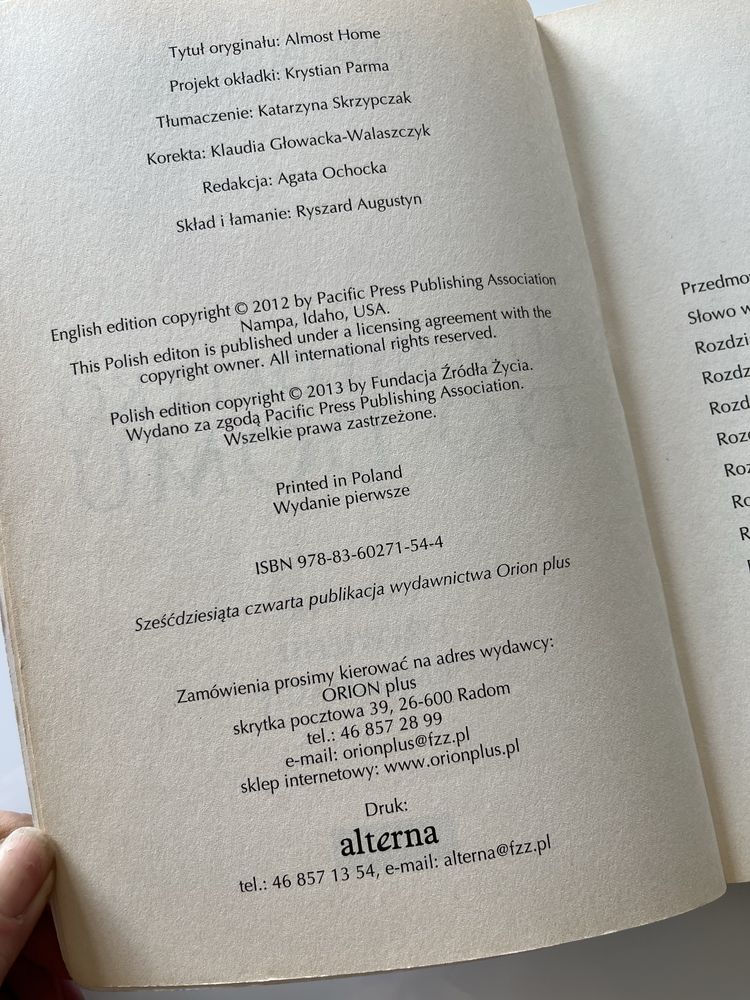 Tytuł oryginału: Almost Home
Projekt okładki: Krystian Parma
Tłumaczenie: Katarzyna Skrzypczak
Korekta: Klaudia Głowacka-Walaszczyk
Redakcja: Agata Ochocka
Skład i łamanie: Ryszard Augustyn
English edition copyright © 2012 by Pacific Press Publishing Association
Nampa, Idaho, USA.
This Polish editon is published under a licensing agreement with the
copyright owner. All international rights reserved.
Polish edition copyright © 2013 by Fundacja Źródła Życia.
Wydano za zgodą Pacific Press Publishing Association.
Wszelkie prawa zastrzeżone.
Printed in Poland
Wydanie pierwsze
ISBN 978-83-60271-54-4
Sześćdziesiąta czwarta publikacja wydawnictwa Orion plus
Zamówienia prosimy kierować na adres wydawcy:
ORION plus
skrytka pocztowa 39, 26-600 Radom
tel.: 46 857 28 99
e-mail: orionplus@fzz.pl
sklep internetowy: www.orionplus.pl
Druk:
alterna
tel.: 46 857 13 54, e-mail: alterna@fzz.pl
Przedmo
Słowo w
Rozdzi
Rozdz
Rozd
Rozd
Roz
Ro
R